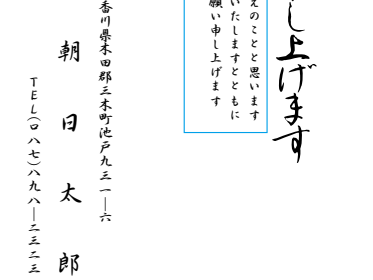 し上げます
えのことと思います
いたしますとともに
願い申し上げます
香川県木田郡三木町池戸九三一―六
朝日太郎
TEL(〇八七)八九八―二三二三